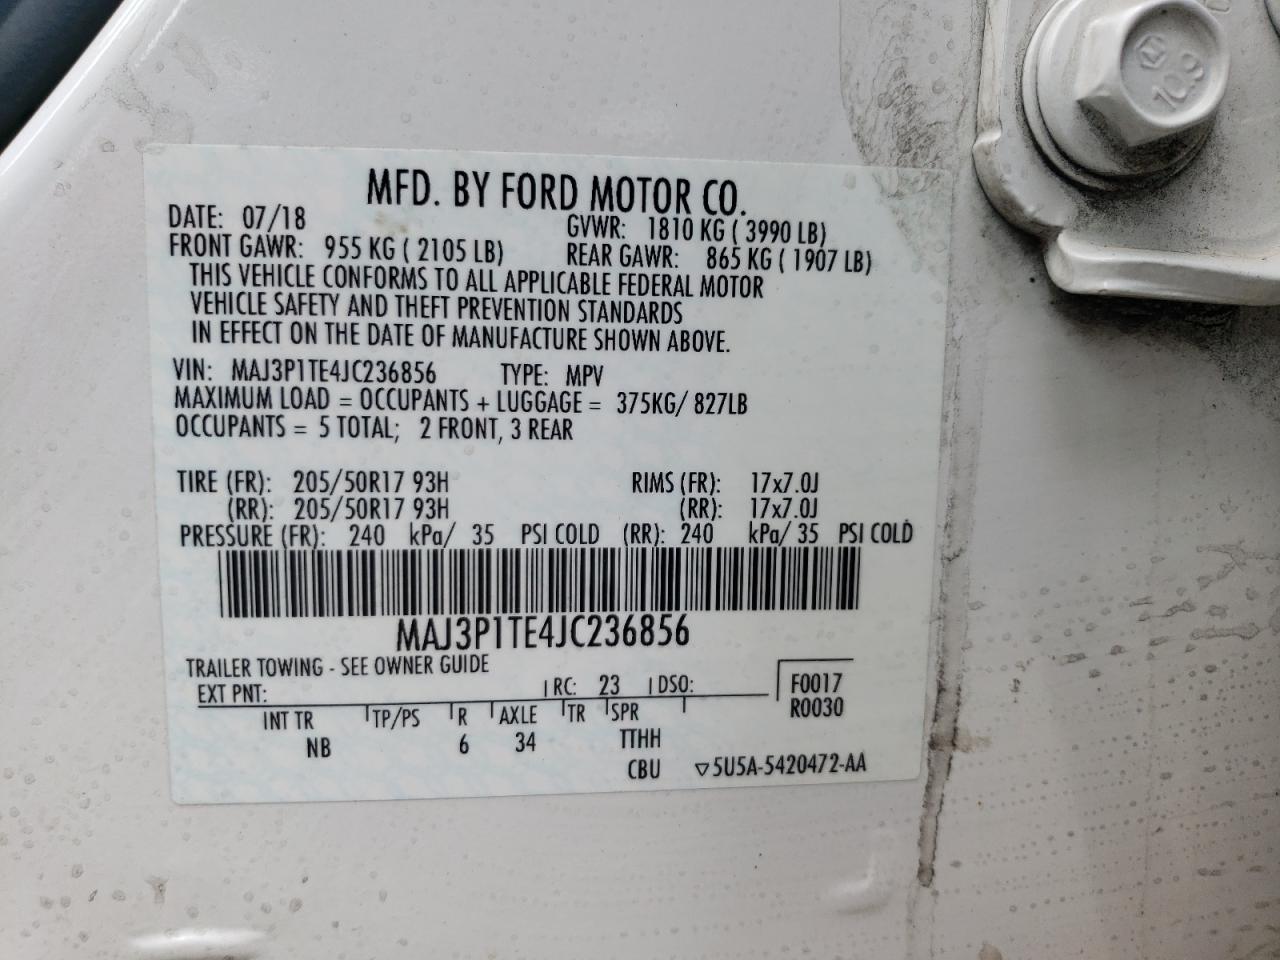 10.9
MFD. BY FORD MOTOR CO.
DATE: 07/18 GVWR: 1810 KG ( 3990 LB)
FRONT GAWR: 955 KG ( 2105 LB) REAR GAWR: 865 KG ( 1907 LB)
THIS VEHICLE CONFORMS TO ALL APPLICABLE FEDERAL MOTOR
VEHICLE SAFETY AND THEFT PREVENTION STANDARDS
IN EFFECT ON THE DATE OF MANUFACTURE SHOWN ABOVE.
VIN: MAJ3P1TE4JC236856 TYPE: MPV
MAXIMUM LOAD = OCCUPANTS + LUGGAGE = 375KG/ 827LB
OCCUPANTS = 5 TOTAL; 2 FRONT, 3 REAR
TIRE (FR): 205/50R17 93H RIMS (FR): 17x7.0J
(RR): 205/50R17 93H (RR): 17x7.0J
PRESSURE (FR): 240 kPa/ 35 PSI COLD (RR): 240 kPa/ 35 PSI COLD
MAJ3P1TE4JC236856
TRAILER TOWING - SEE OWNER GUIDE
EXT PNT: RC: 23 DSO: F0017
INT TR TP/PS R AXLE TR SPR R0030
NB 6 34 TTHH
CBU ▽5U5A-5420472-AA